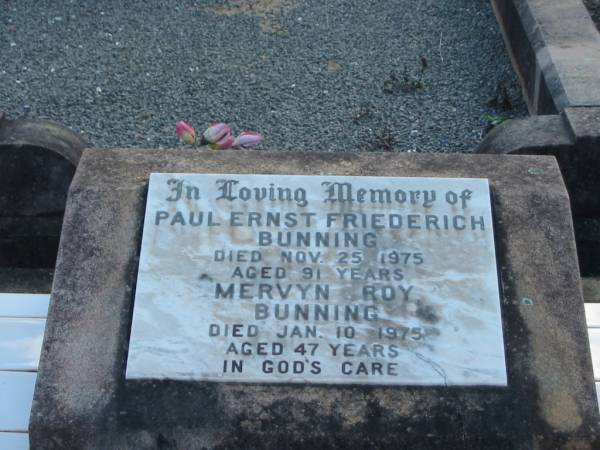 In Loving Memory of
PAUL ERNST FRIEDERICH
BUNNING
DIED NOV. 25 1975
AGED 91 YEARS
MERVYN ROY
BUNNING
DIED JAN. 10 1975
AGED 47 YEARS
IN GOD'S CARE